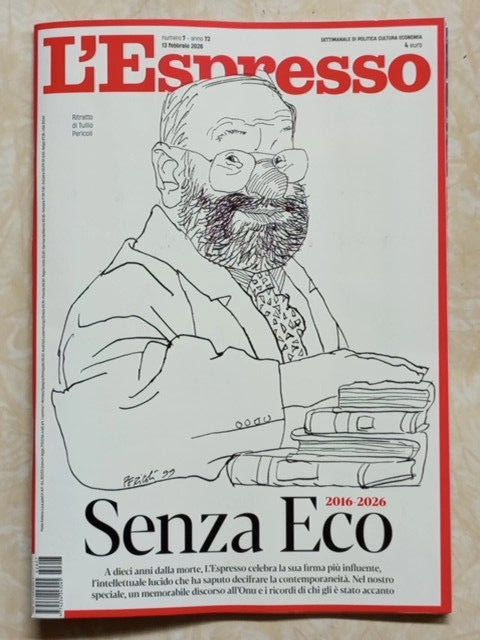 numero 7 - anno 72
13 febbraio 2026
SETTIMANALE DI POLITICA CULTURA ECONOMIA
4 euro
L'Espresso
Ritratto
di Tullio
Pericoli
PERICOLI 99
2016-2026
Senza Eco
A dieci anni dalla morte, L'Espresso celebra la sua firma più influente,
l'intellettuale lucido che ha saputo decifrare la contemporaneità. Nel nostro
speciale, un memorabile discorso all'Onu e i ricordi di chi gli è stato accanto